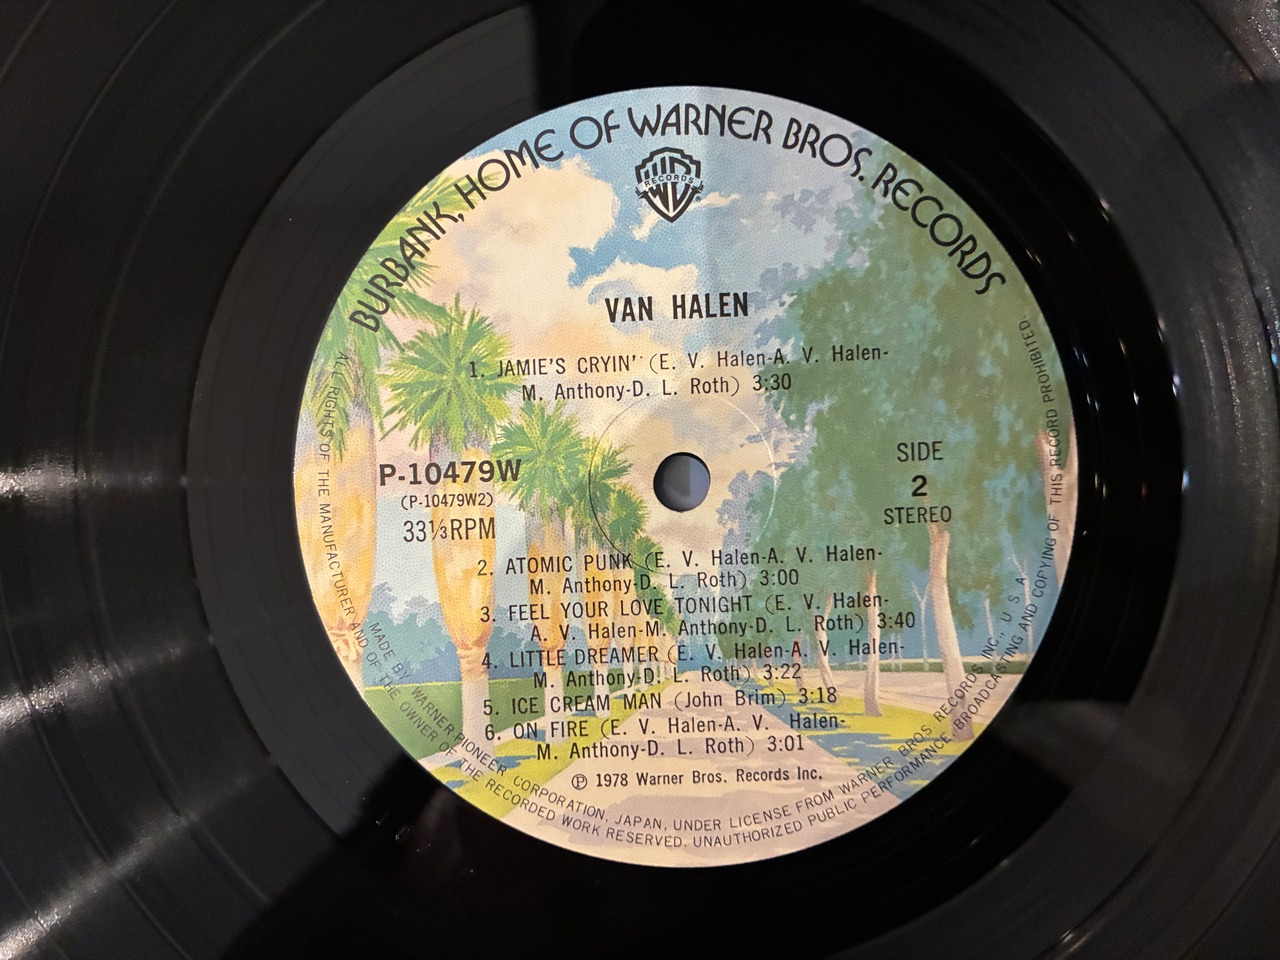 BURBANK, HOME OF WARNER BROS. RECORDS
W RECORDS
®
VAN HALEN
1. JAMIE'S CRYIN' (E. V. Halen-A. V. Halen-
M. Anthony-D. L. Roth) 3:30
P-10479W
(P-10479W2)
33⅓RPM
SIDE
2
STEREO
2. ATOMIC PUNK (E. V. Halen-A. V. Halen-
M. Anthony-D. L. Roth) 3:00
3. FEEL YOUR LOVE TONIGHT (E. V. Halen-
A. V. Halen-M. Anthony-D. L. Roth) 3:40
4. LITTLE DREAMER (E. V. Halen-A. V. Halen-
M. Anthony-D. L. Roth) 3:22
5. ICE CREAM MAN (John Brim) 3:18
6. ON FIRE (E. V. Halen-A. V. Halen-
M. Anthony-D. L. Roth) 3:01
℗ 1978 Warner Bros. Records Inc.
MADE BY WARNER-PIONEER CORPORATION, JAPAN, UNDER LICENSE FROM WARNER BROS. RECORDS INC., U.S.A.
ALL RIGHTS OF THE MANUFACTURER AND OF THE OWNER OF THE RECORDED WORK RESERVED. UNAUTHORIZED PUBLIC PERFORMANCE, BROADCASTING AND COPYING OF THIS RECORD PROHIBITED.